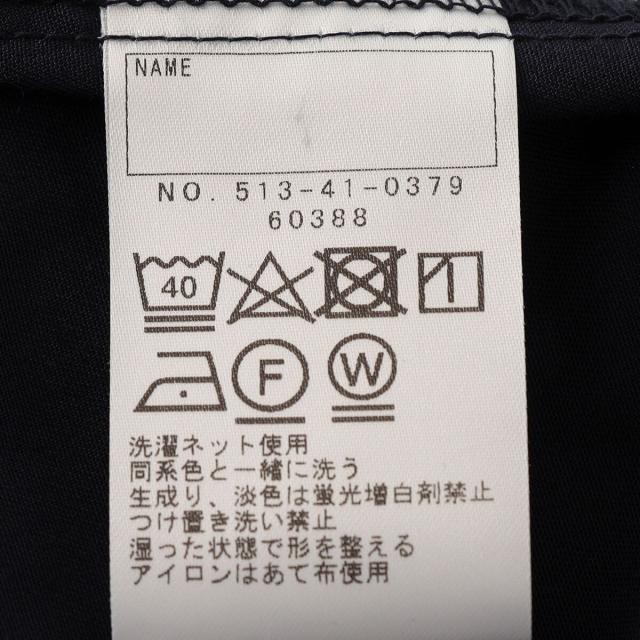 NAME
NO. 513-41-0379
60388
40
F
W
洗濯ネット使用
同系色と一緒に洗う
生成り、淡色は蛍光増白剤禁止
つけ置き洗い禁止
湿った状態で形を整える
アイロンはあて布使用